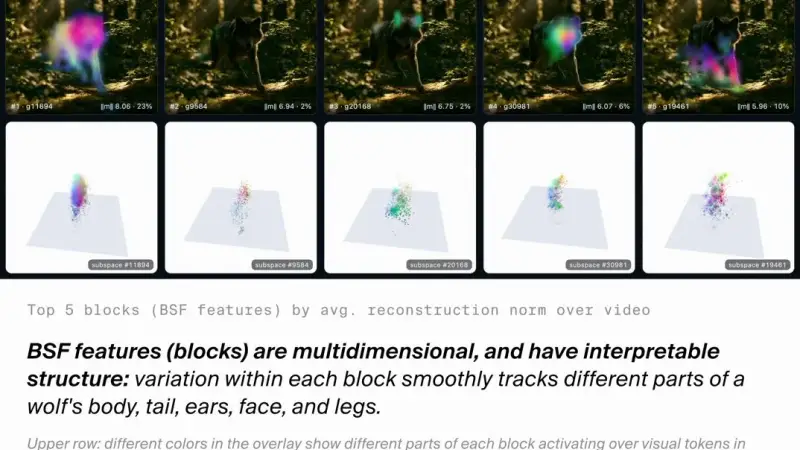 #1 · g11694 ‖m‖ 8.06 · 23%
#2 · g9584 ‖m‖ 6.94 · 2%
#3 · g20168 ‖m‖ 6.75 · 2%
#4 · g30981 ‖m‖ 6.07 · 6%
#5 · g19461 ‖m‖ 5.96 · 10%
subspace #11694
subspace #9584
subspace #20168
subspace #30981
subspace #19461
Top 5 blocks (BSF features) by avg. reconstruction norm over video
BSF features (blocks) are multidimensional, and have interpretable
structure: variation within each block smoothly tracks different parts of a
wolf's body, tail, ears, face, and legs.
Upper row: different colors in the overlay show different parts of each block activating over visual tokens in